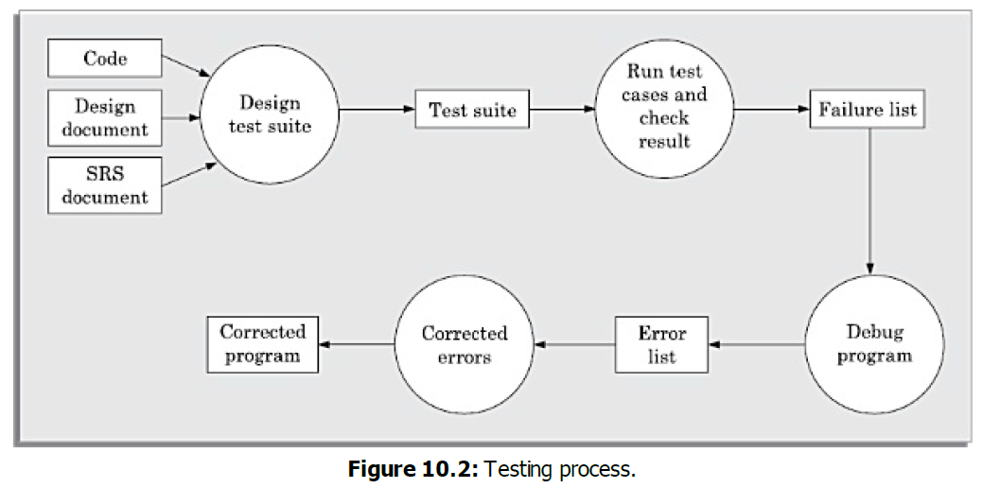 Code
Design
document
SRS
document
Design
test suite
Test suite
Run test
cases and
check
result
Failure list
Debug
program
Error
list
Corrected
errors
Corrected
program
Figure 10.2: Testing process.